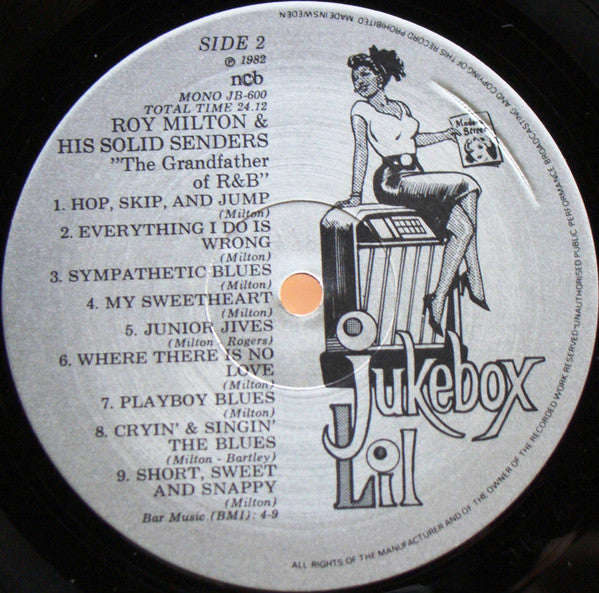 SIDE 2
℗ 1982
ncb
MONO JB-600
TOTAL TIME 24.12
ROY MILTON &
HIS SOLID SENDERS
"The Grandfather
of R&B"
1. HOP, SKIP, AND JUMP
(Milton)
2. EVERYTHING I DO IS
WRONG
(Milton)
3. SYMPATHETIC BLUES
(Milton)
4. MY SWEETHEART
(Milton)
5. JUNIOR JIVES
(Milton - Rogers)
6. WHERE THERE IS NO
LOVE
(Milton)
7. PLAYBOY BLUES
(Milton)
8. CRYIN' & SINGIN'
THE BLUES
(Milton - Bartley)
9. SHORT, SWEET
AND SNAPPY
(Milton)
Bar Music (BMI): 4-9
Modern
Street
Jukebox
Lil
ALL RIGHTS OF THE MANUFACTURER AND OF THE OWNER OF THE RECORDED WORK RESERVED · UNAUTHORISED PUBLIC PERFORMANCE BROADCASTING AND COPYING OF THIS RECORD PROHIBITED MADE IN SWEDEN